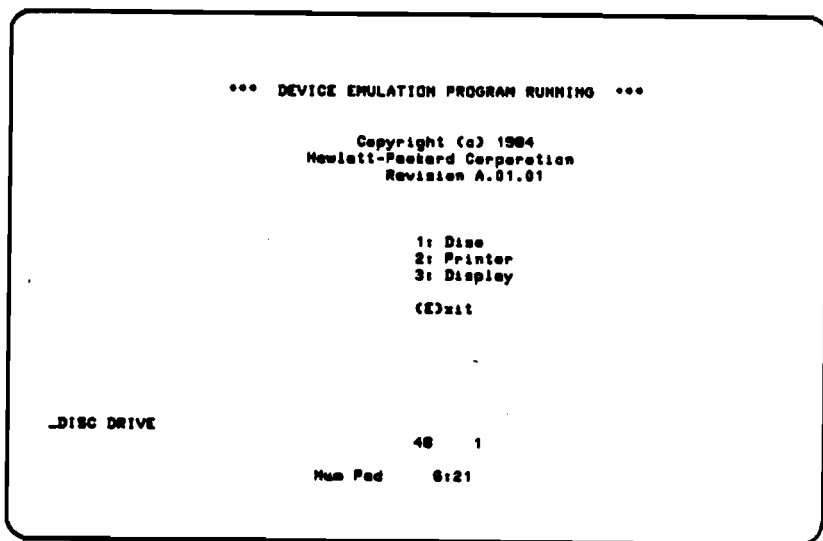 *** DEVICE EMULATION PROGRAM RUNNING ***
Copyright (c) 1984
Hewlett-Packard Corporation
Revision A.01.01
1: Disc
2: Printer
3: Display
(E)xit
_DISC DRIVE
48 1
Num Pad 6:21